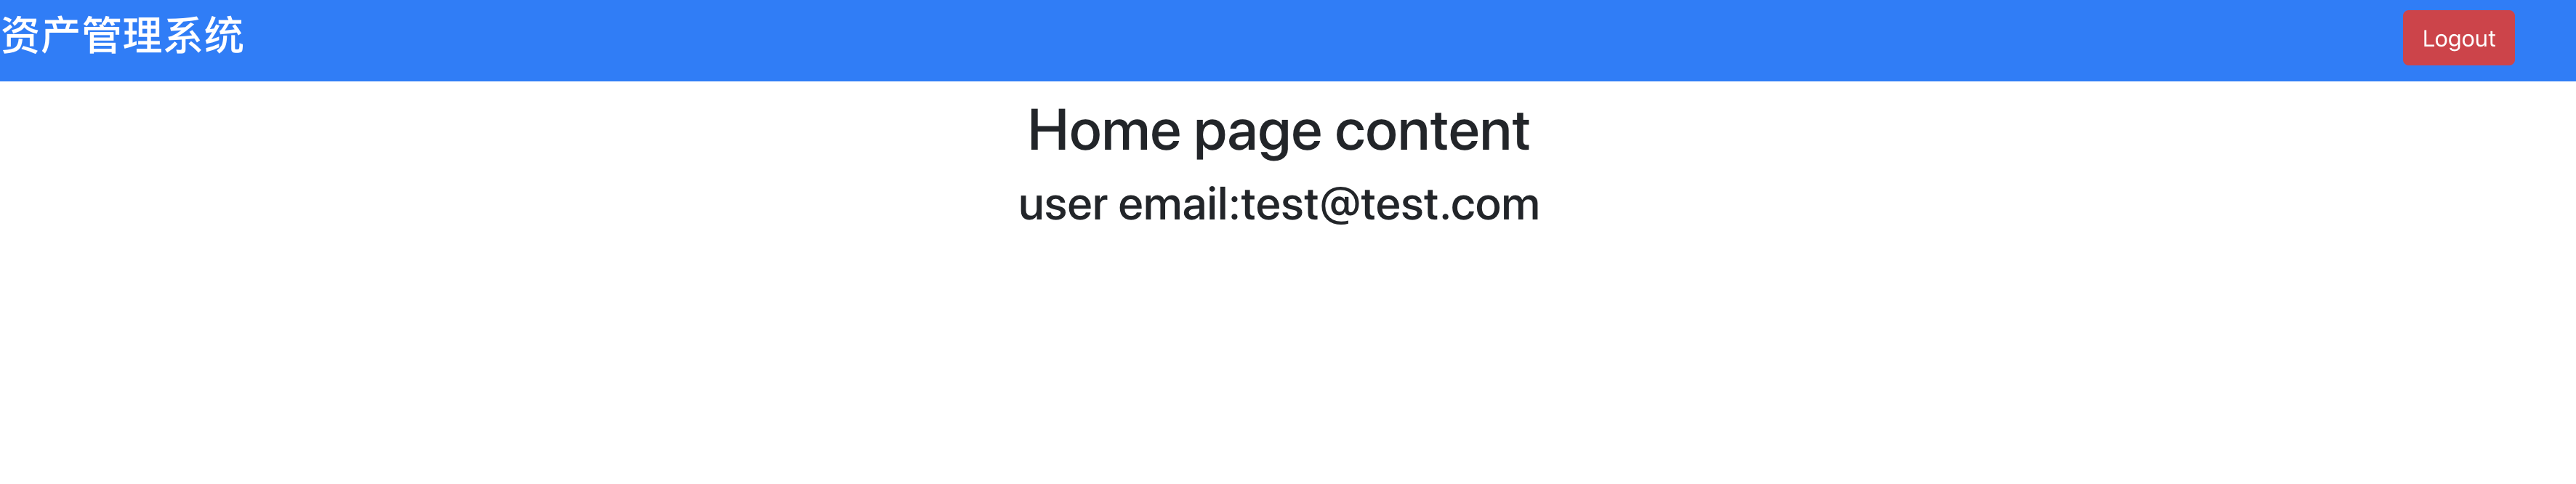 资产管理系统
Logout
Home page content
user email:test@test.com